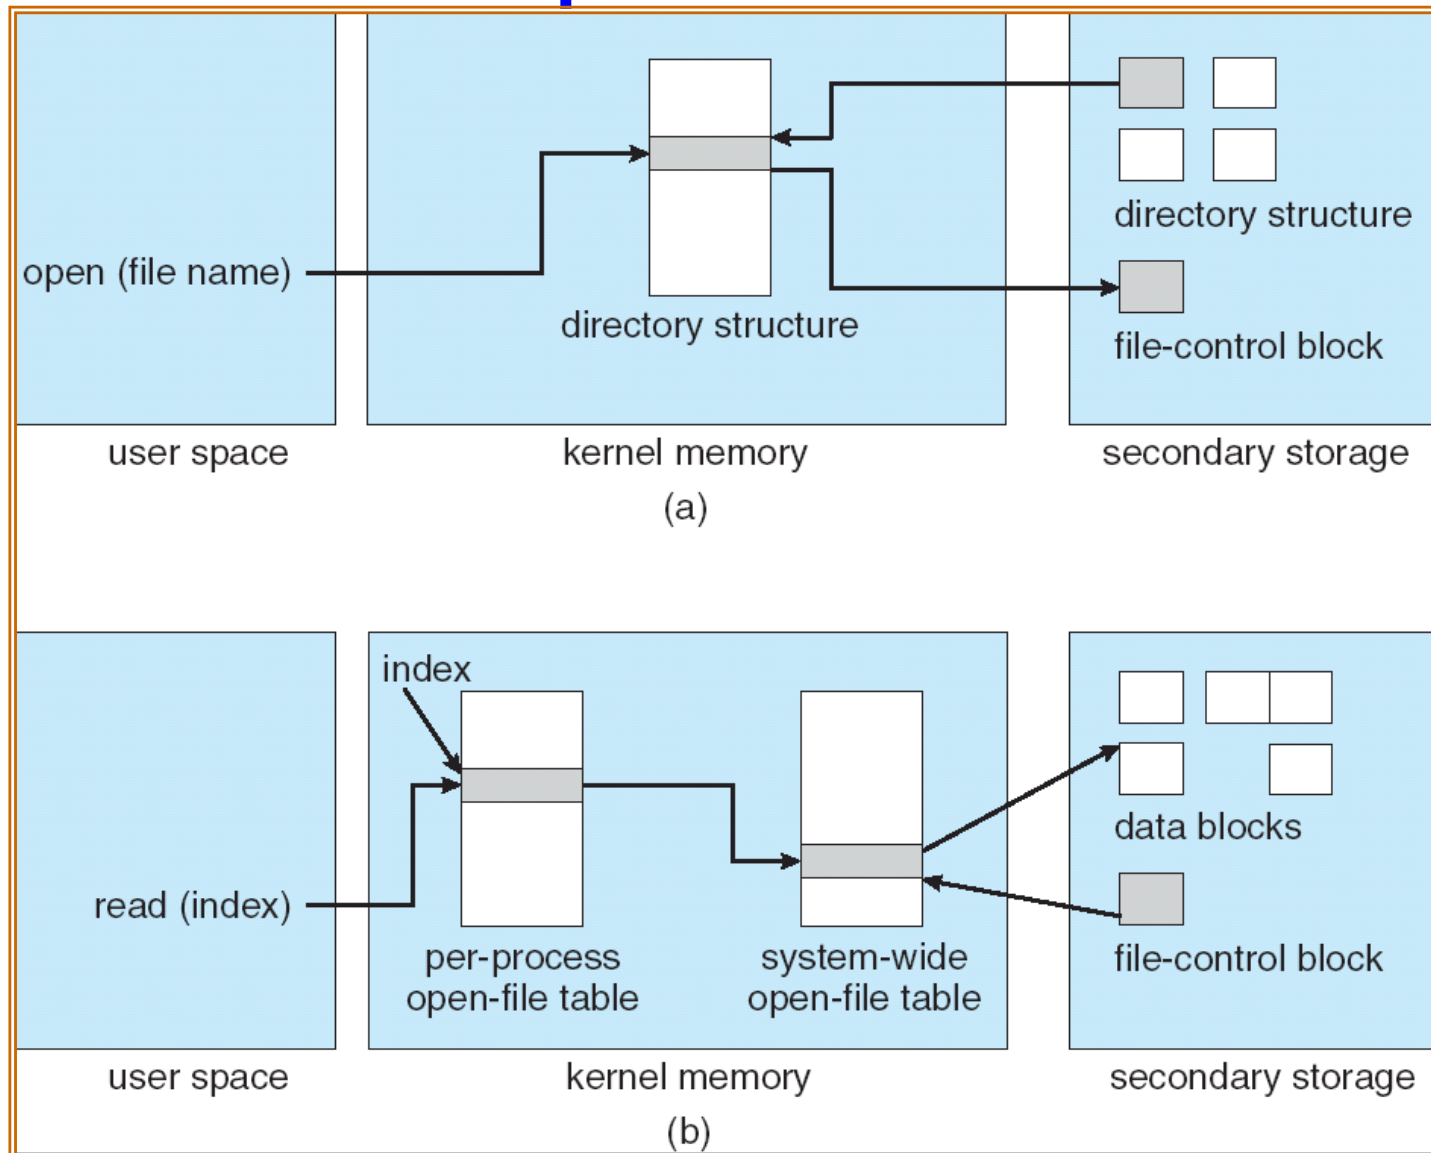 directory structure
open (file name)
directory structure
file-control block
user space
kernel memory
secondary storage
(a)
index
data blocks
read (index)
per-process
open-file table
system-wide
open-file table
file-control block
user space
kernel memory
secondary storage
(b)